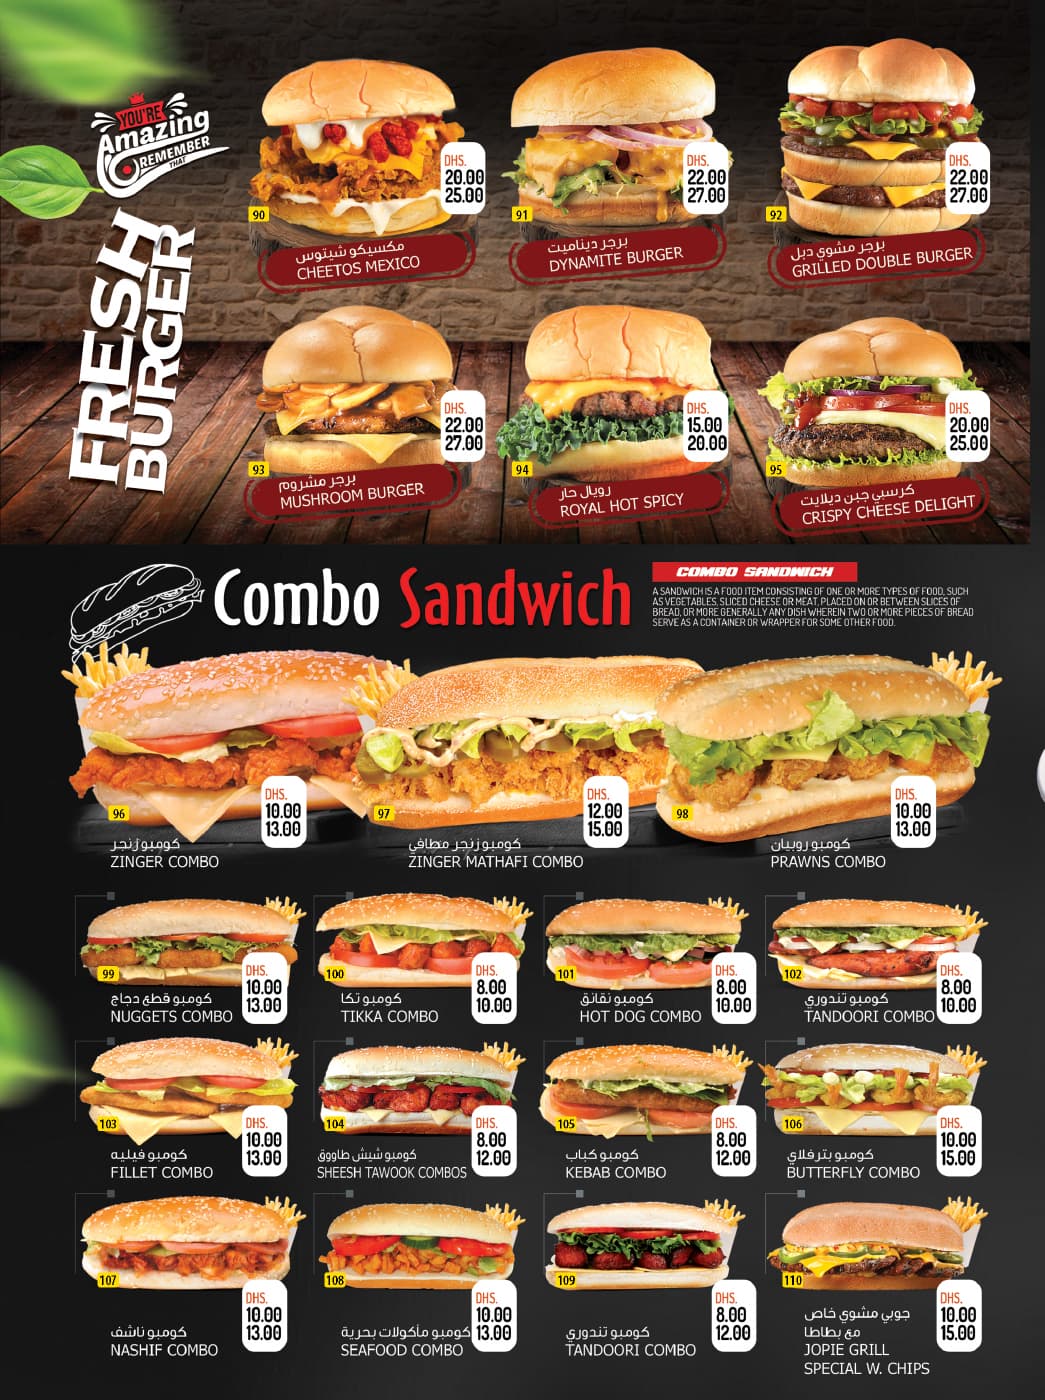 YOU'RE
Amazing
REMEMBER
THAT
FRESH
BURGER
DHS.
20.00
25.00
90
مكسيكو شيتوس
CHEETOS MEXICO
DHS.
22.00
27.00
91
برجر ديناميت
DYNAMITE BURGER
DHS.
22.00
27.00
92
برجر مشوي دبل
GRILLED DOUBLE BURGER
DHS.
22.00
27.00
93
برجر مشروم
MUSHROOM BURGER
DHS.
15.00
20.00
94
رويال حار
ROYAL HOT SPICY
DHS.
20.00
25.00
95
كرسبي جبن ديلايت
CRISPY CHEESE DELIGHT
Combo Sandwich
COMBO SANDWICH
A SANDWICH IS A FOOD ITEM CONSISTING OF ONE OR MORE TYPES OF FOOD, SUCH
AS VEGETABLES, SLICED CHEESE OR MEAT, PLACED ON OR BETWEEN SLICES OF
BREAD, OR MORE GENERALLY ANY DISH WHEREIN TWO OR MORE PIECES OF BREAD
SERVE AS A CONTAINER OR WRAPPER FOR SOME OTHER FOOD.
96
DHS.
10.00
13.00
كومبو زنجر
ZINGER COMBO
97
DHS.
12.00
15.00
كومبو زنجر مطافي
ZINGER MATHAFI COMBO
98
DHS.
10.00
13.00
كومبو روبيان
PRAWNS COMBO
99
DHS.
10.00
13.00
كومبو قطع دجاج
NUGGETS COMBO
100
DHS.
8.00
10.00
كومبو تكا
TIKKA COMBO
101
DHS.
8.00
10.00
كومبو نقانق
HOT DOG COMBO
102
DHS.
8.00
10.00
كومبو تندوري
TANDOORI COMBO
103
DHS.
10.00
13.00
كومبو فيليه
FILLET COMBO
104
DHS.
8.00
12.00
كومبو شيش طاووق
SHEESH TAWOOK COMBOS
105
DHS.
8.00
12.00
كومبو كباب
KEBAB COMBO
106
DHS.
10.00
15.00
كومبو بترفلاي
BUTTERFLY COMBO
107
DHS.
10.00
13.00
كومبو ناشف
NASHIF COMBO
108
DHS.
10.00
13.00
كومبو مأكولات بحرية
SEAFOOD COMBO
109
DHS.
8.00
12.00
كومبو تندوري
TANDOORI COMBO
110
DHS.
10.00
15.00
جوبي مشوي خاص
مع بطاطا
JOPIE GRILL
SPECIAL W. CHIPS